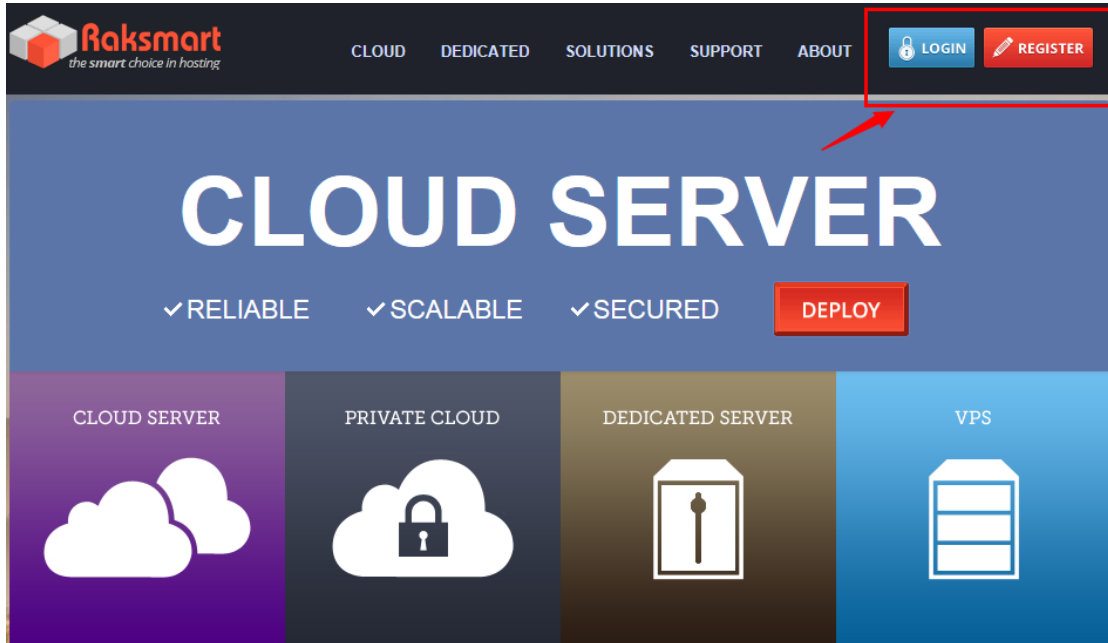 Raksmart
the smart choice in hosting
CLOUD DEDICATED SOLUTIONS SUPPORT ABOUT LOGIN REGISTER
CLOUD SERVER
RELIABLE SCALABLE SECURED DEPLOY
CLOUD SERVER PRIVATE CLOUD DEDICATED SERVER VPS